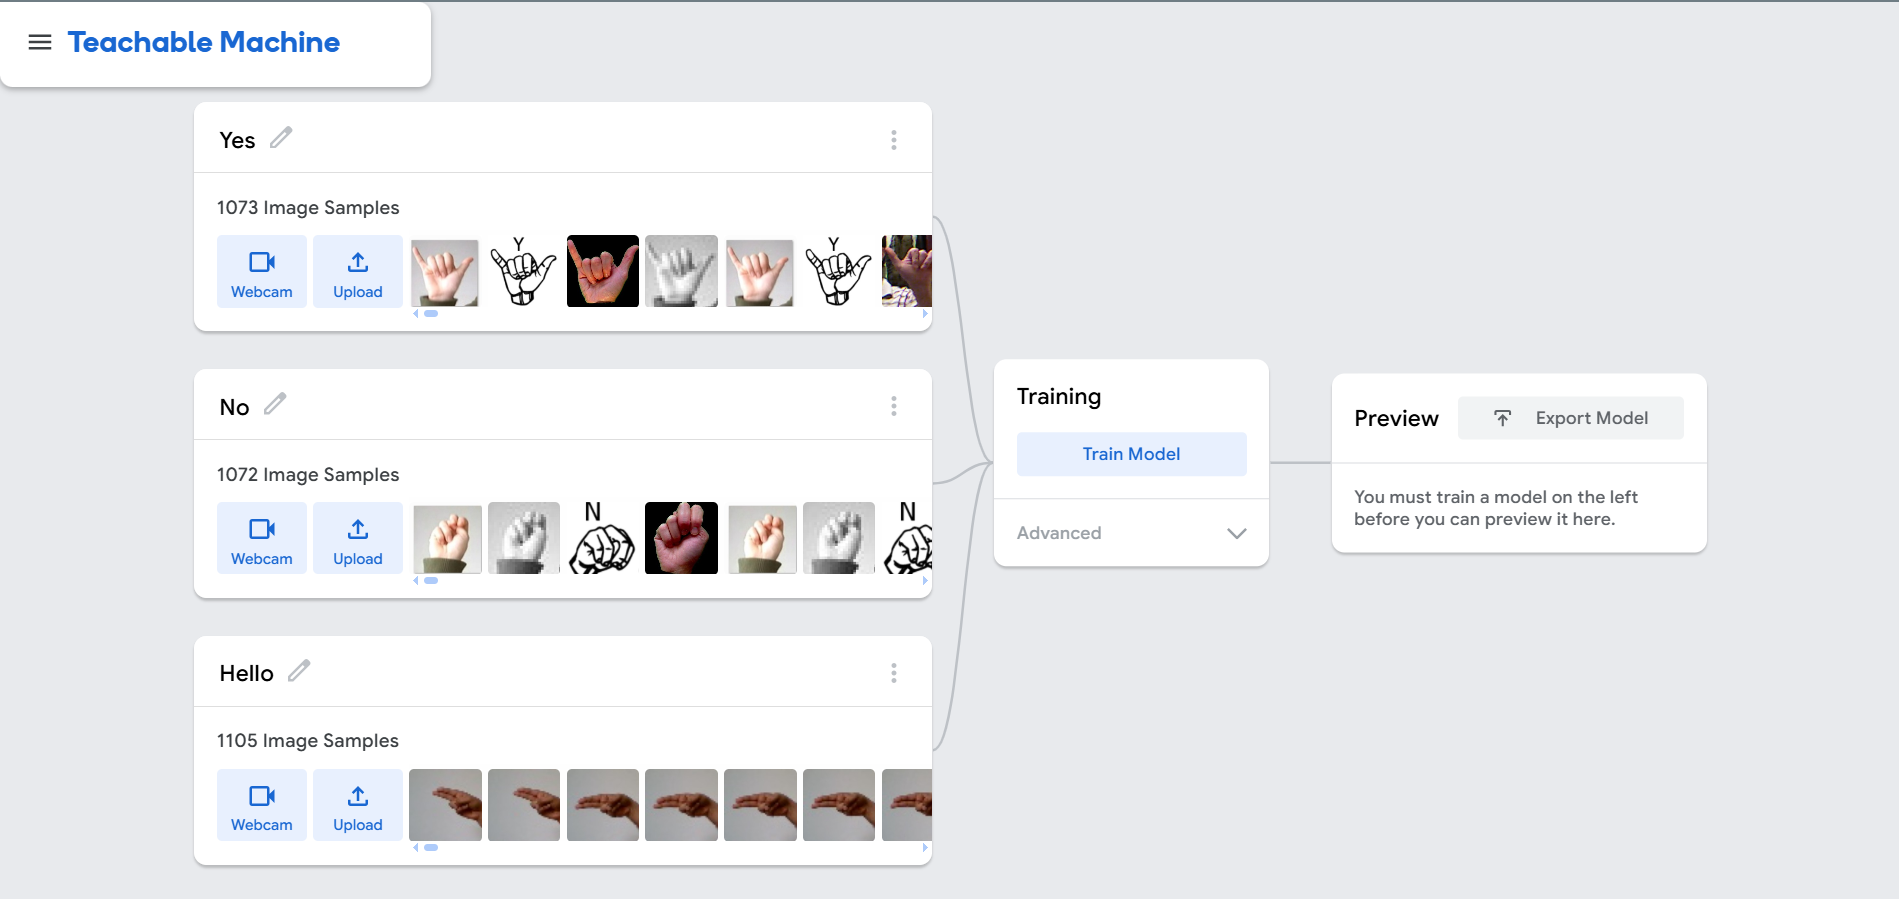 Teachable Machine
Yes
1073 Image Samples
Webcam
Upload
Y
Y
No
1072 Image Samples
Webcam
Upload
N
N
Hello
1105 Image Samples
Webcam
Upload
Training
Train Model
Advanced
Preview
Export Model
You must train a model on the left
before you can preview it here.